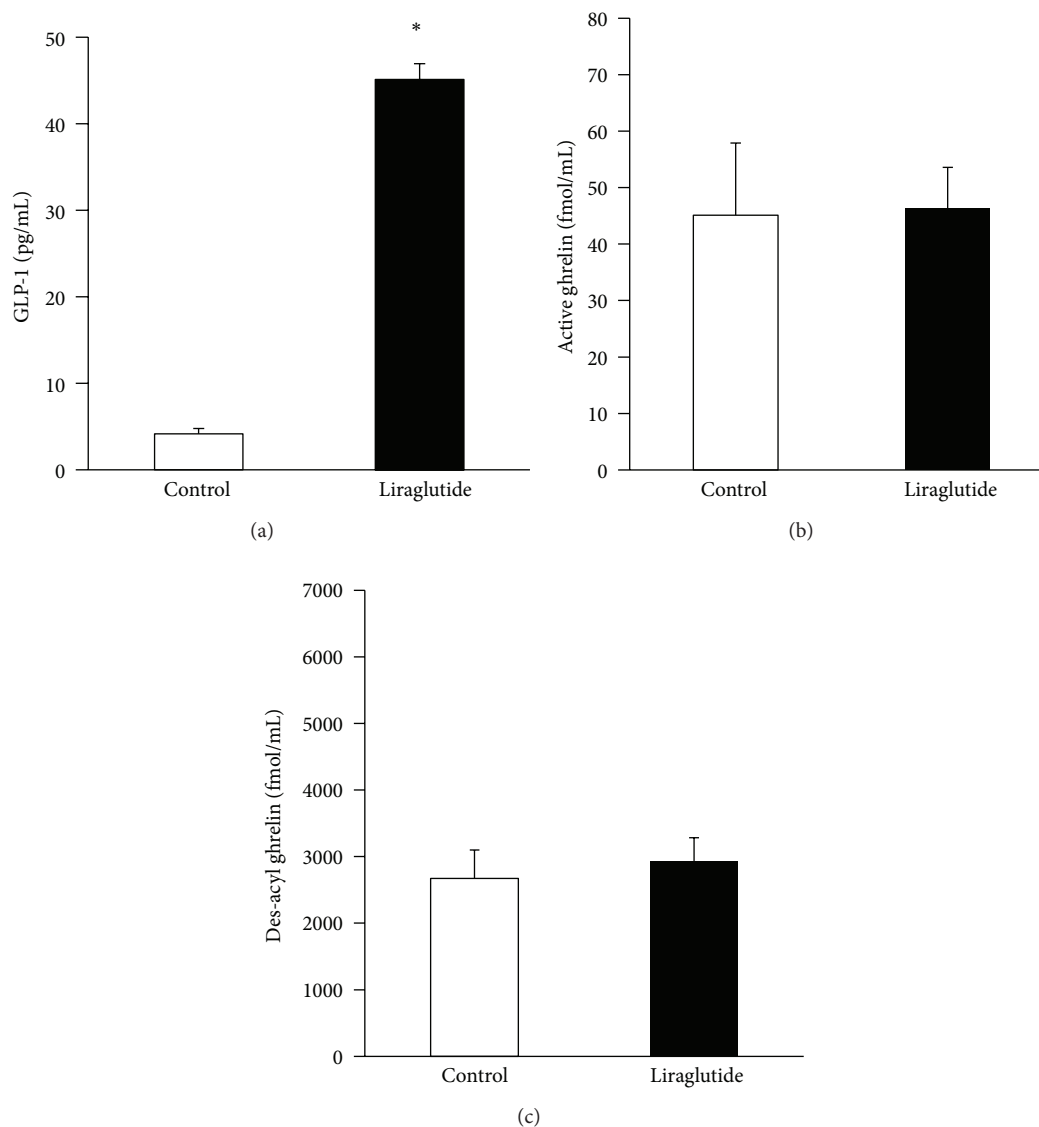 *
50
40
30
20
10
0
GLP-1 (pg/mL)
Control
Liraglutide
(a)
80
70
60
50
40
30
20
10
0
Active ghrelin (fmol/mL)
Control
Liraglutide
(b)
7000
6000
5000
4000
3000
2000
1000
0
Des-acyl ghrelin (fmol/mL)
Control
Liraglutide
(c)